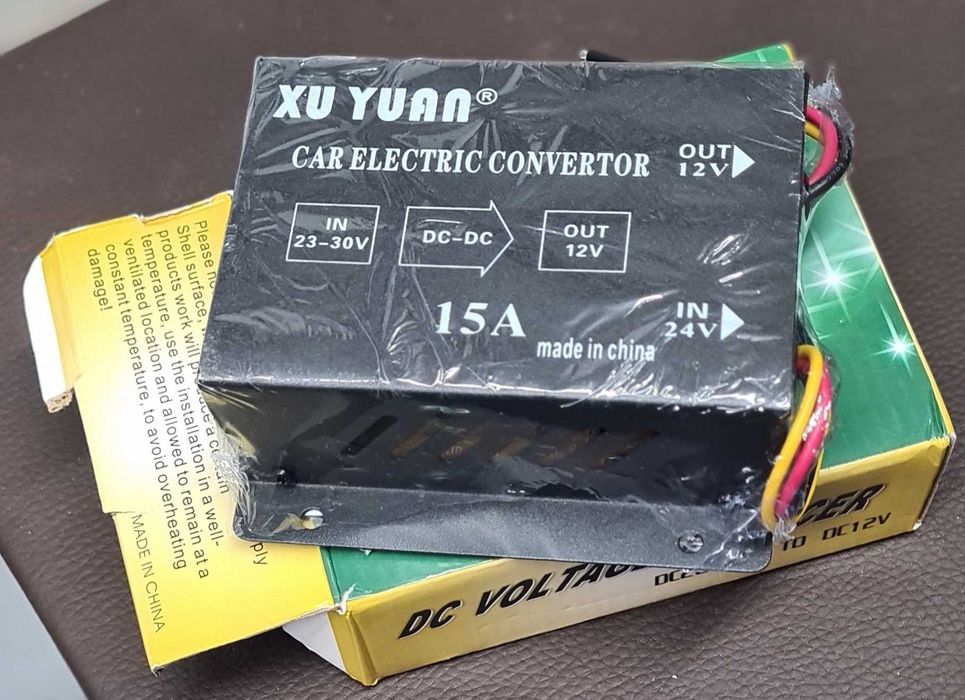 XU YUAN®
CAR ELECTRIC CONVERTOR
OUT
12V
IN
23-30V
DC-DC
OUT
12V
15A
made in china
IN
24V
Please
Shell surface,
products work will
temperature, use the installation in a well-
ventilated location and allowed to remain at a
constant temperature, to avoid overheating
damage!
MADE IN CHINA
DC
TO DC12V